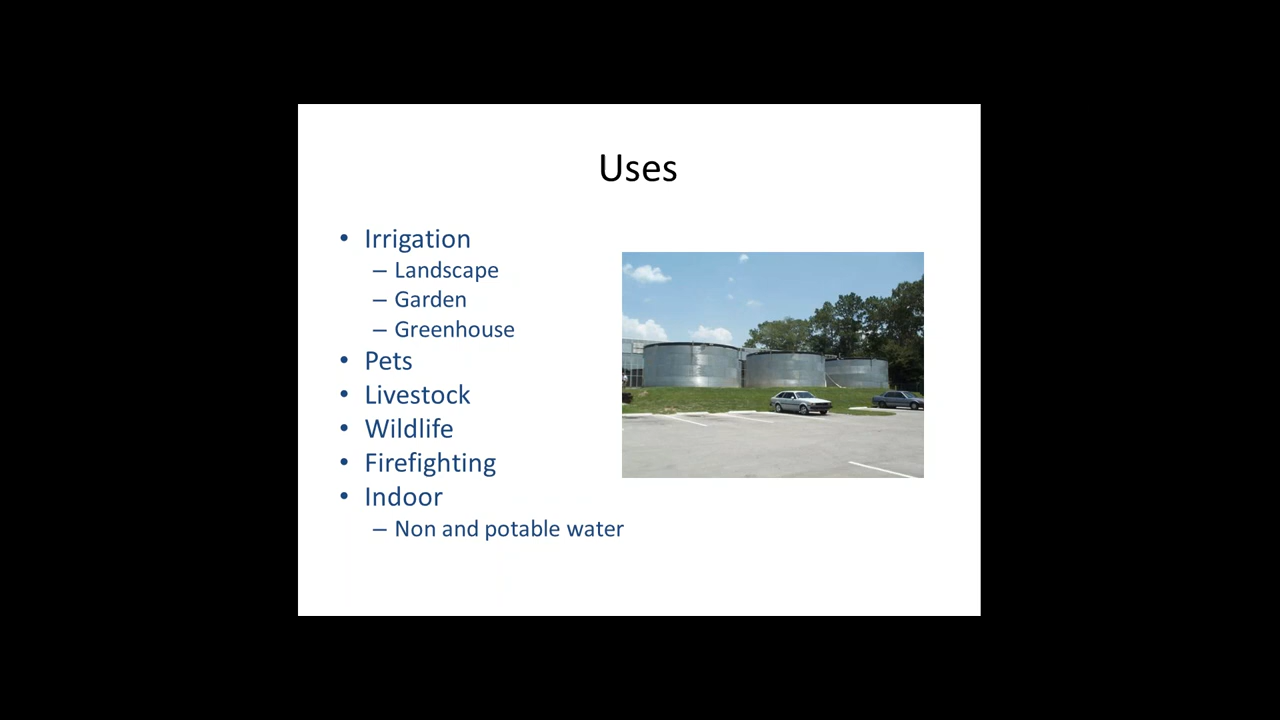 Uses
• Irrigation
– Landscape
– Garden
– Greenhouse
• Pets
• Livestock
• Wildlife
• Firefighting
• Indoor
– Non and potable water